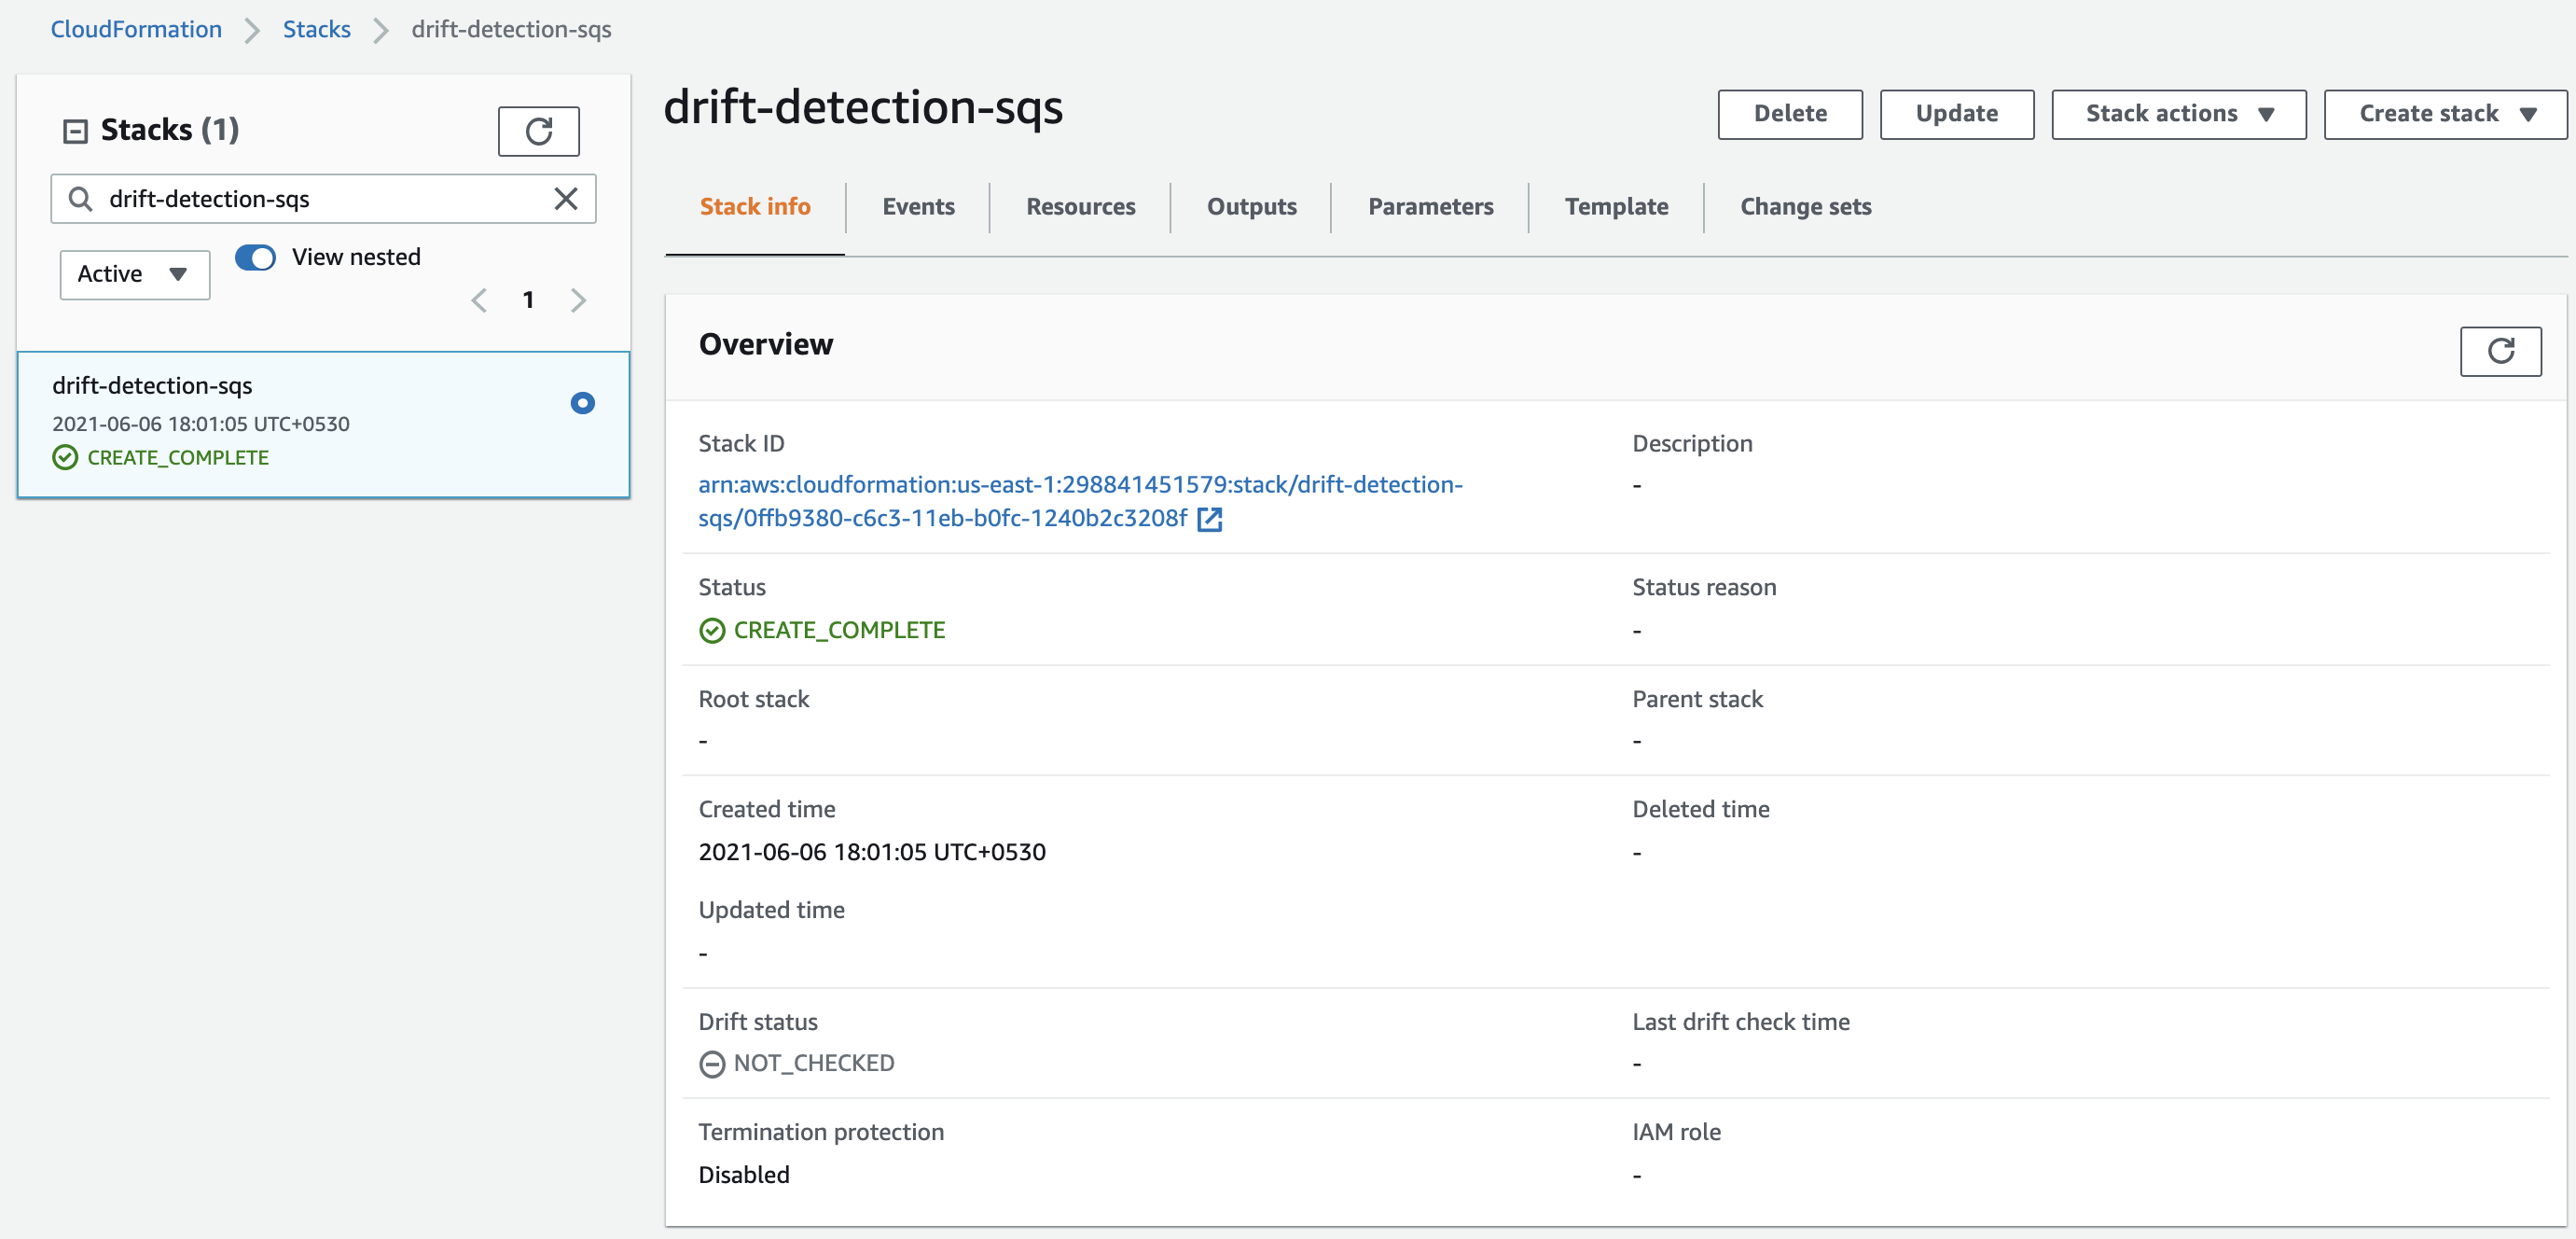 CloudFormation > Stacks > drift-detection-sqs
Stacks (1)
drift-detection-sqs
Active
View nested
1
drift-detection-sqs
2021-06-06 18:01:05 UTC+0530
CREATE_COMPLETE
drift-detection-sqs
Delete
Update
Stack actions
Create stack
Stack info
Events
Resources
Outputs
Parameters
Template
Change sets
Overview
Stack ID
arn:aws:cloudformation:us-east-1:298841451579:stack/drift-detection-
sqs/0ffb9380-c6c3-11eb-b0fc-1240b2c3208f
Description
-
Status
CREATE_COMPLETE
Status reason
-
Root stack
-
Parent stack
-
Created time
2021-06-06 18:01:05 UTC+0530
Deleted time
-
Updated time
-
Drift status
NOT_CHECKED
Last drift check time
-
Termination protection
Disabled
IAM role
-